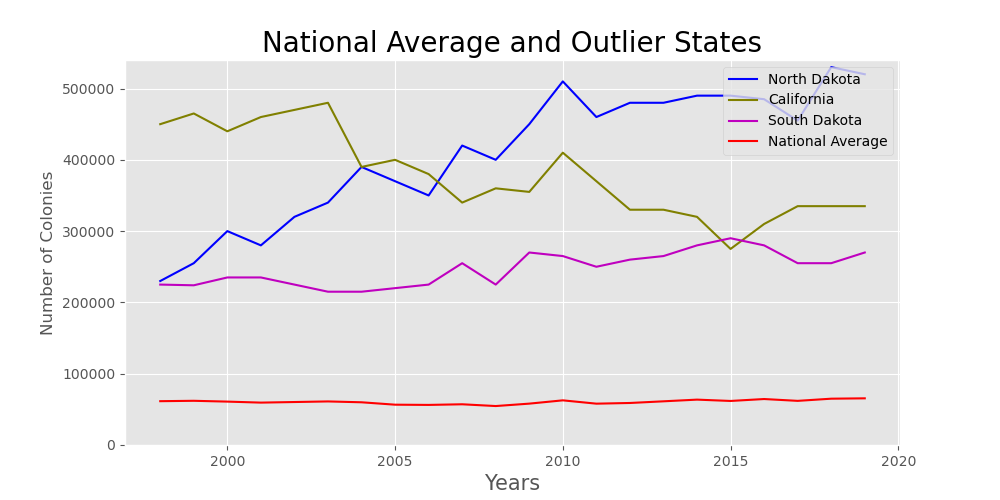 National Average and Outlier States
Number of Colonies
500000
400000
300000
200000
100000
0
North Dakota
California
South Dakota
National Average
2000 2005 2010 2015 2020
Years